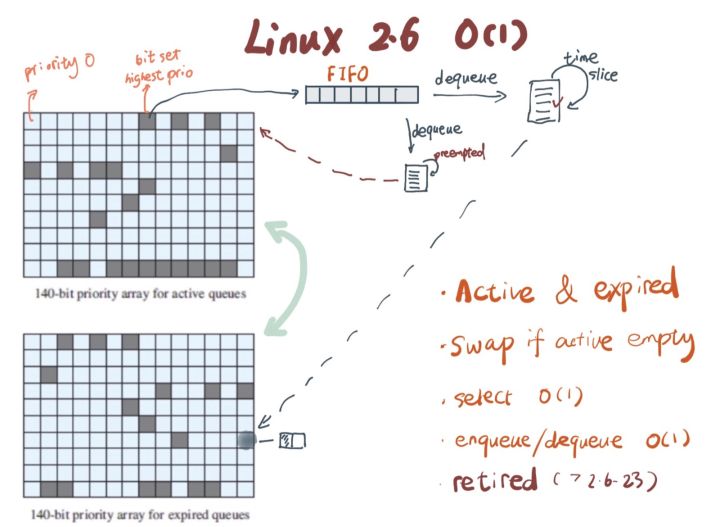 Linux 2.6 O(1)
priority 0
bit set
highest prio
FIFO
dequeue
time
slice
dequeue
preempted
140-bit priority array for active queues
· Active & expired
· Swap if active empty
· select O(1)
· enqueue/dequeue O(1)
· retired (>2.6.23)
140-bit priority array for expired queues